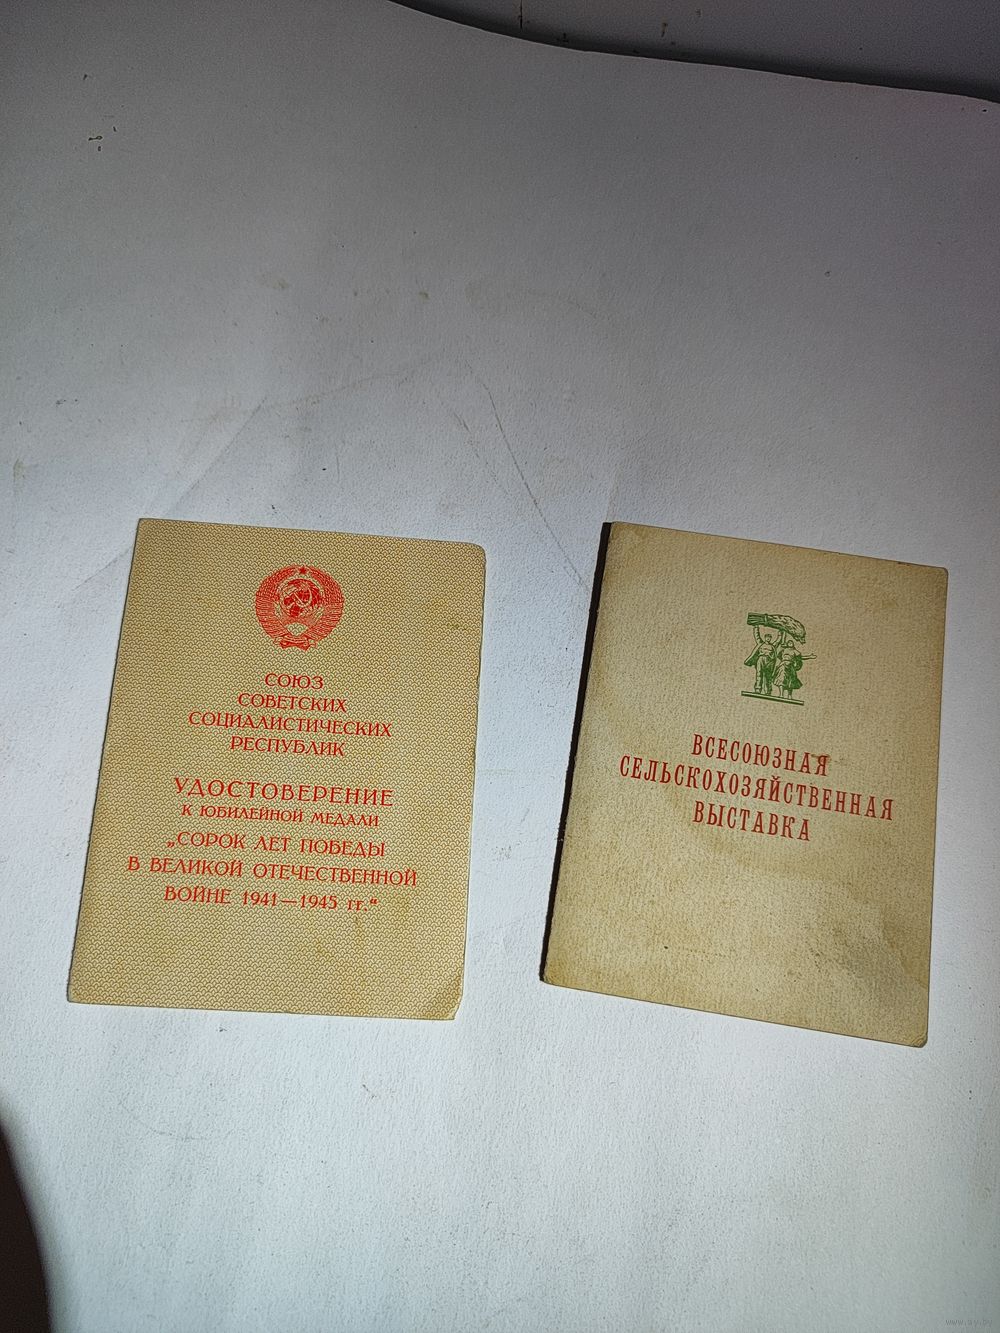 СОЮЗ
СОВЕТСКИХ
СОЦИАЛИСТИЧЕСКИХ
РЕСПУБЛИК
УДОСТОВЕРЕНИЕ
К ЮБИЛЕЙНОЙ МЕДАЛИ
„СОРОК ЛЕТ ПОБЕДЫ
В ВЕЛИКОЙ ОТЕЧЕСТВЕННОЙ
ВОЙНЕ 1941—1945 гг.“
ВСЕСОЮЗНАЯ
СЕЛЬСКОХОЗЯЙСТВЕННАЯ
ВЫСТАВКА